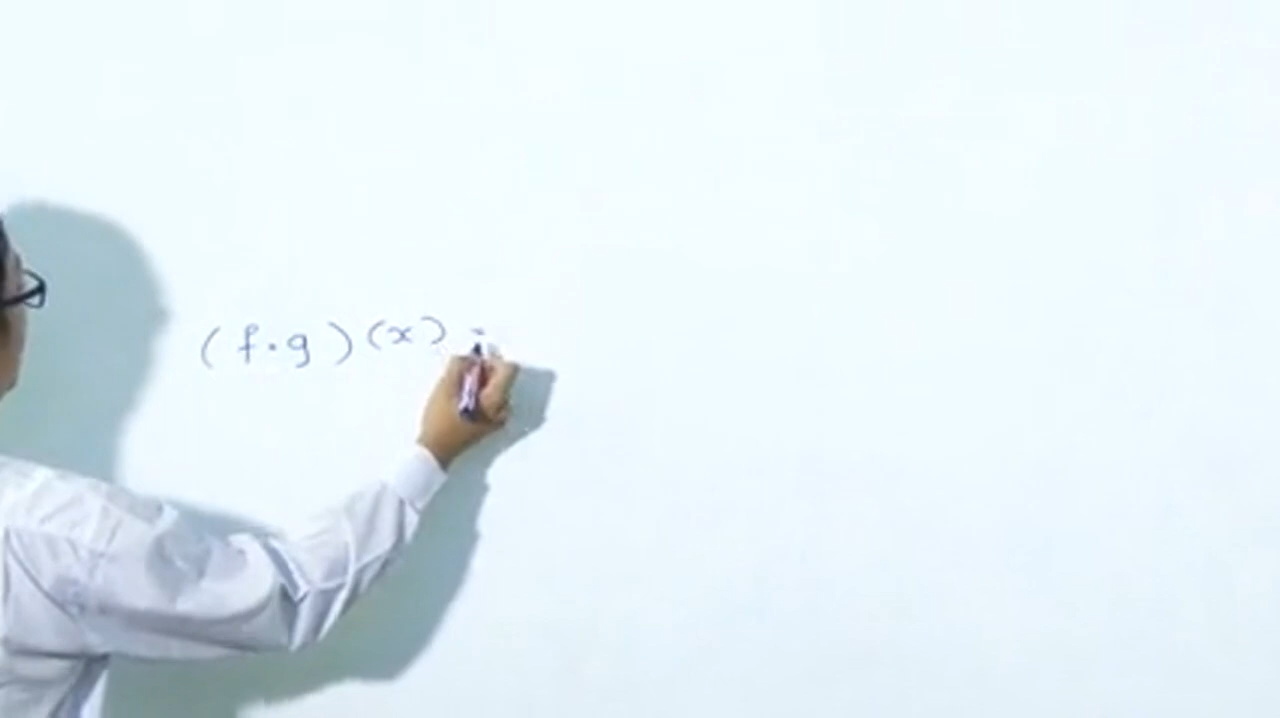 (f·g)(x) =